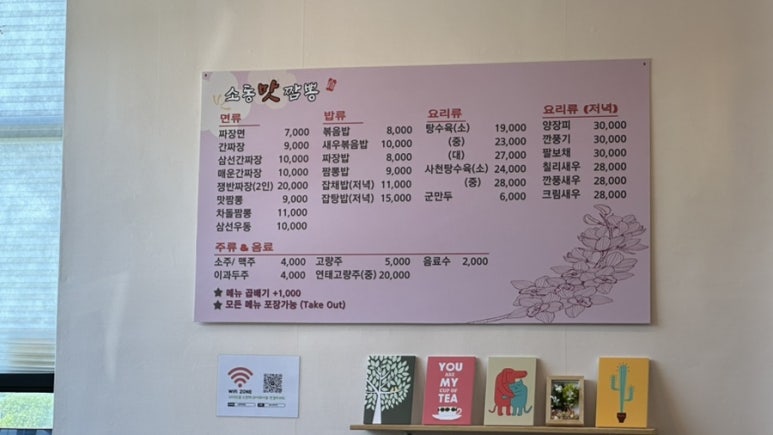 소룡 맛 짬뽕
면류
짜장면 7,000
간짜장 9,000
삼선간짜장 10,000
매운간짜장 10,000
쟁반짜장(2인) 20,000
맛짬뽕 9,000
차돌짬뽕 11,000
삼선우동 10,000
밥류
볶음밥 8,000
새우볶음밥 10,000
짜장밥 8,000
짬뽕밥 9,000
잡채밥(저녁) 11,000
잡탕밥(저녁) 15,000
요리류
탕수육(소) 19,000
(중) 23,000
(대) 27,000
사천탕수육(소) 24,000
(중) 28,000
군만두 6,000
요리류 (저녁)
양장피 30,000
깐풍기 30,000
팔보채 30,000
칠리새우 28,000
깐풍새우 28,000
크림새우 28,000
주류 & 음료
소주/ 맥주 4,000
이과두주 4,000
고량주 5,000
연태고량주(중) 20,000
음료수 2,000
★ 메뉴 곱빼기 +1,000
★ 모든 메뉴 포장가능 (Take Out)
WiFi ZONE
YOU
ARE
MY
CUP OF
TEA